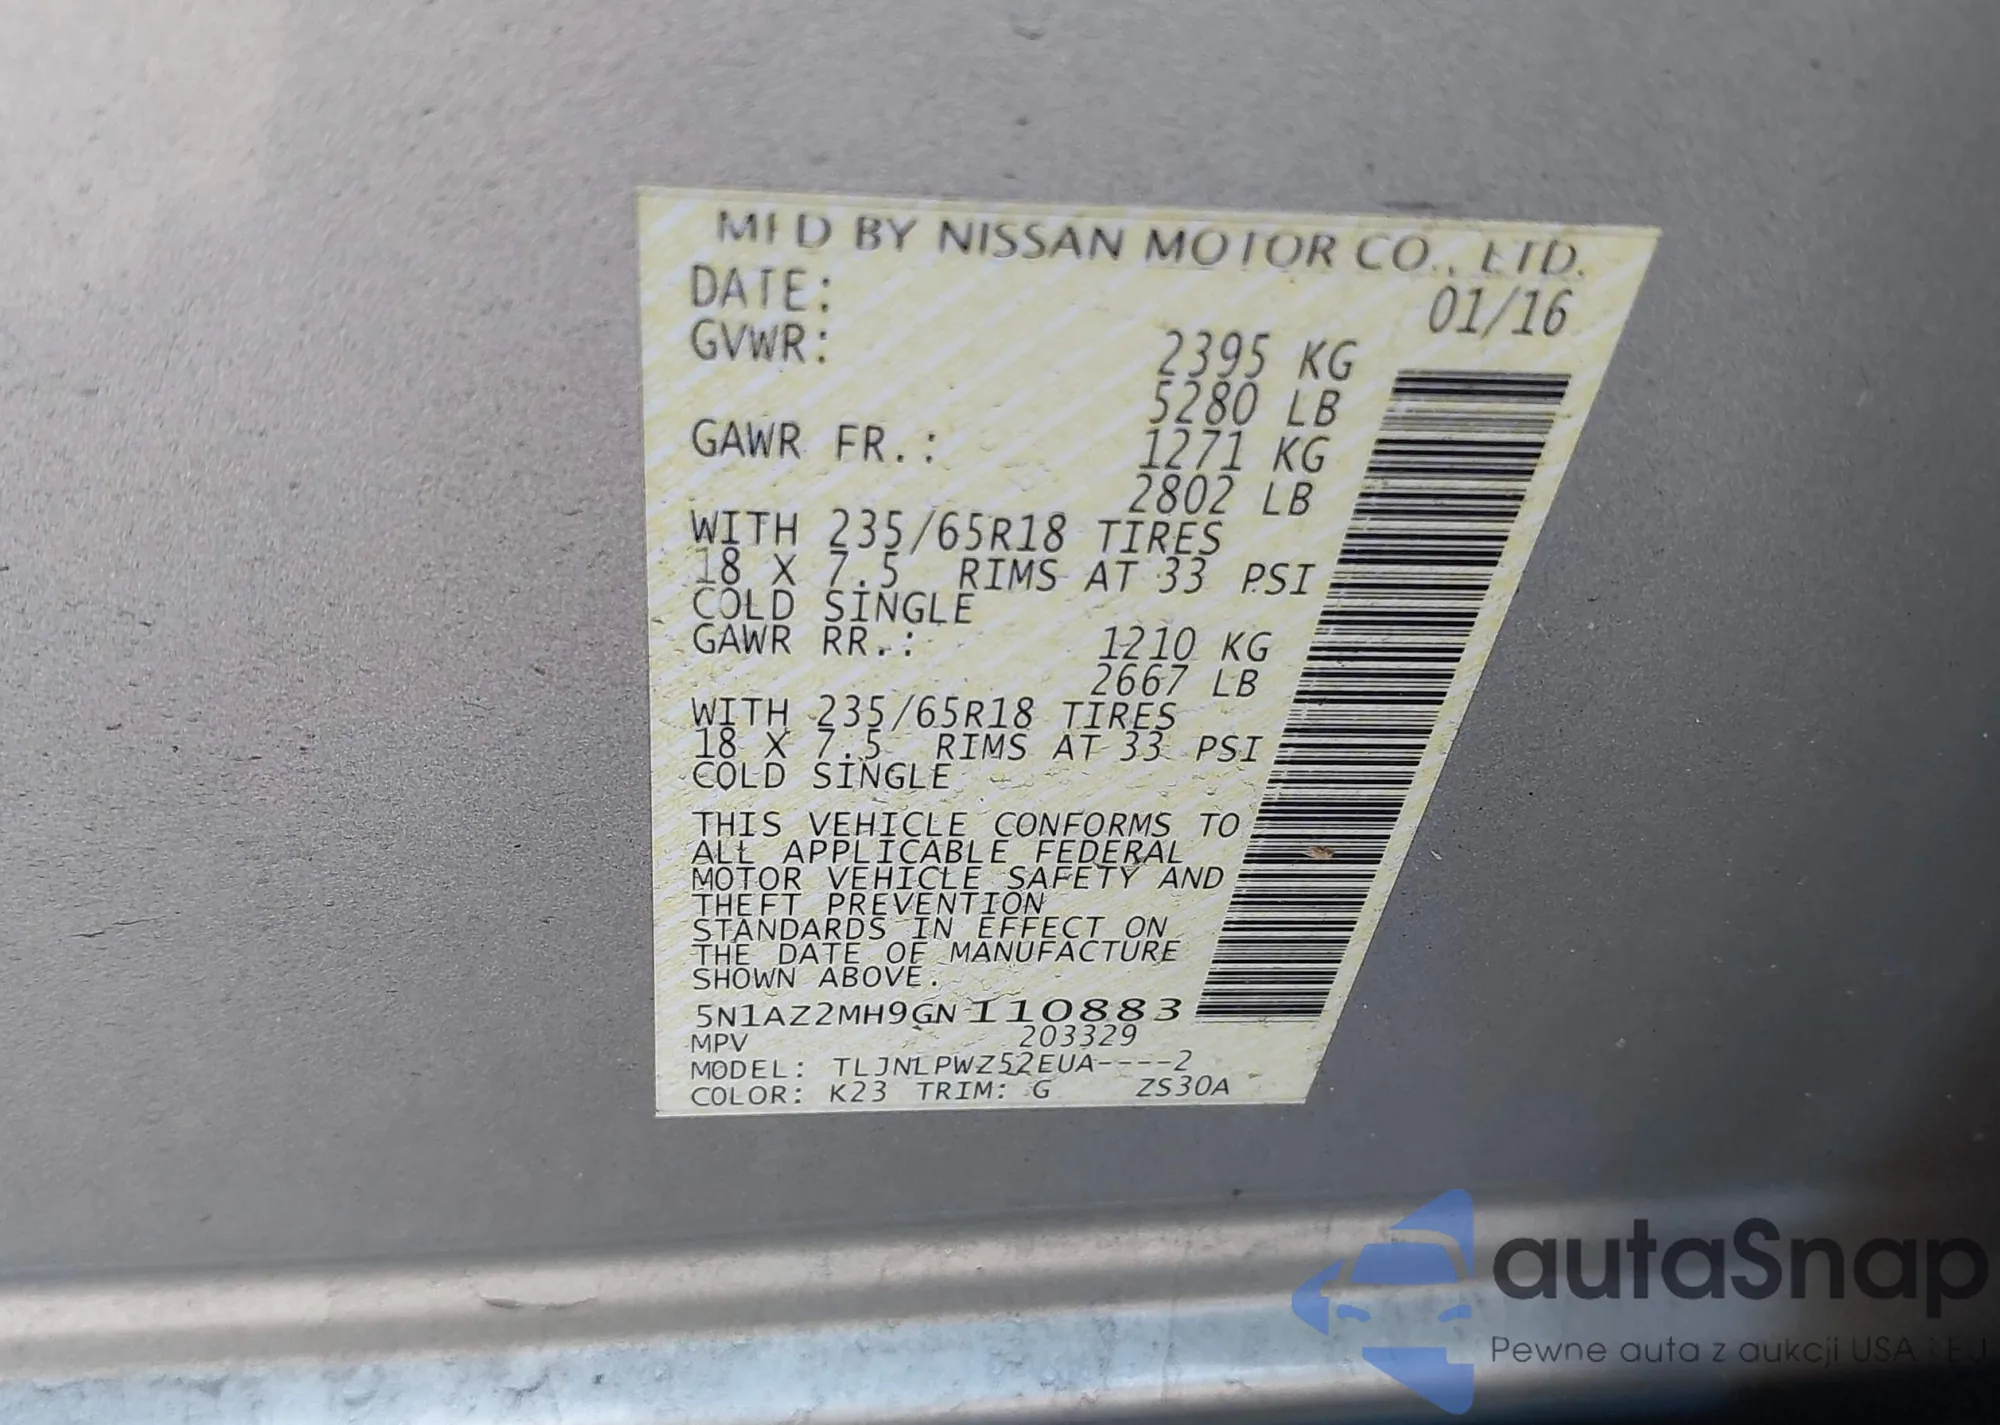 MFD BY NISSAN MOTOR CO., LTD.
DATE: 01/16
GVWR: 2395 KG
5280 LB
GAWR FR.: 1271 KG
2802 LB
WITH 235/65R18 TIRES
18 X 7.5 RIMS AT 33 PSI
COLD SINGLE
GAWR RR.: 1210 KG
2667 LB
WITH 235/65R18 TIRES
18 X 7.5 RIMS AT 33 PSI
COLD SINGLE
THIS VEHICLE CONFORMS TO
ALL APPLICABLE FEDERAL
MOTOR VEHICLE SAFETY AND
THEFT PREVENTION
STANDARDS IN EFFECT ON
THE DATE OF MANUFACTURE
SHOWN ABOVE.
5N1AZ2MH9GN110883
MPV 203329
MODEL: TLJNLPWZ52EUA----2
COLOR: K23 TRIM: G ZS30A
autaSnap
Pewne auta z aukcji USA i EU